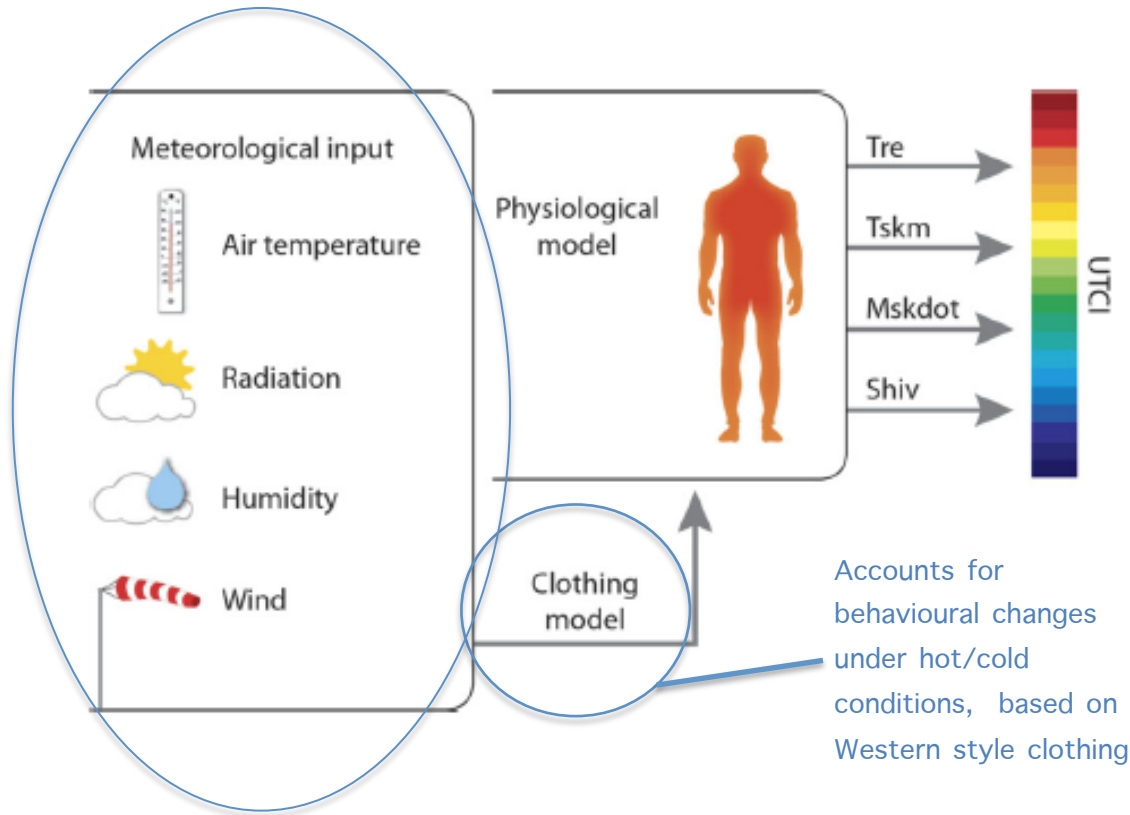 Meteorological input
Air temperature
Radiation
Humidity
Wind
Physiological
model
Clothing
model
Tre
Tskm
Mskdot
Shiv
UTCI
Accounts for
behavioural changes
under hot/cold
conditions, based on
Western style clothing